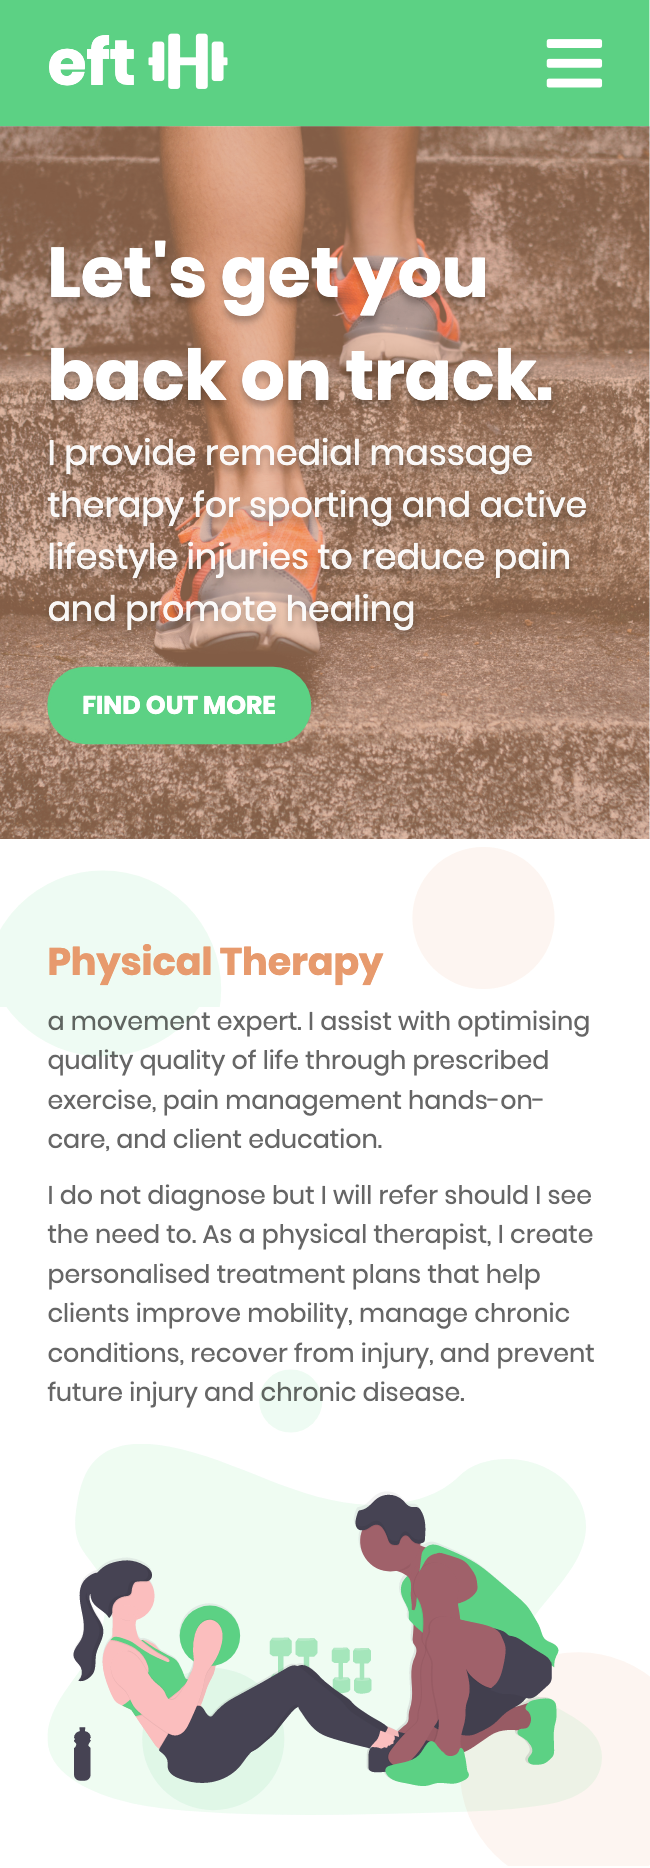 eft
Let's get you
back on track.
I provide remedial massage
therapy for sporting and active
lifestyle injuries to reduce pain
and promote healing
FIND OUT MORE
Physical Therapy
a movement expert. I assist with optimising
quality quality of life through prescribed
exercise, pain management hands-on-
care, and client education.
I do not diagnose but I will refer should I see
the need to. As a physical therapist, I create
personalised treatment plans that help
clients improve mobility, manage chronic
conditions, recover from injury, and prevent
future injury and chronic disease.